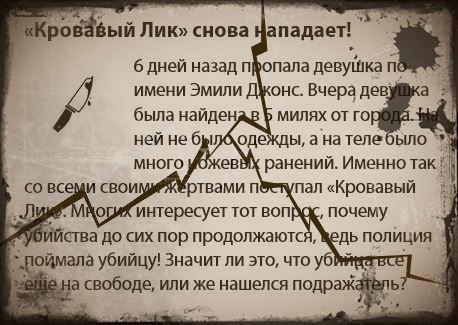 «Кровавый Лик» снова нападает!
6 дней назад пропала девушка по
имени Эмили Джонс. Вчера девушка
была найдена в 5 милях от города. На
ней не было одежды, а на теле было
много ножевых ранений. Именно так
со всеми своими жертвами поступал «Кровавый
Лик». Многих интересует тот вопрос, почему
убийства до сих пор продолжаются, ведь полиция
поймала убийцу! Значит ли это, что убийца все
еще на свободе, или же нашелся подражатель?